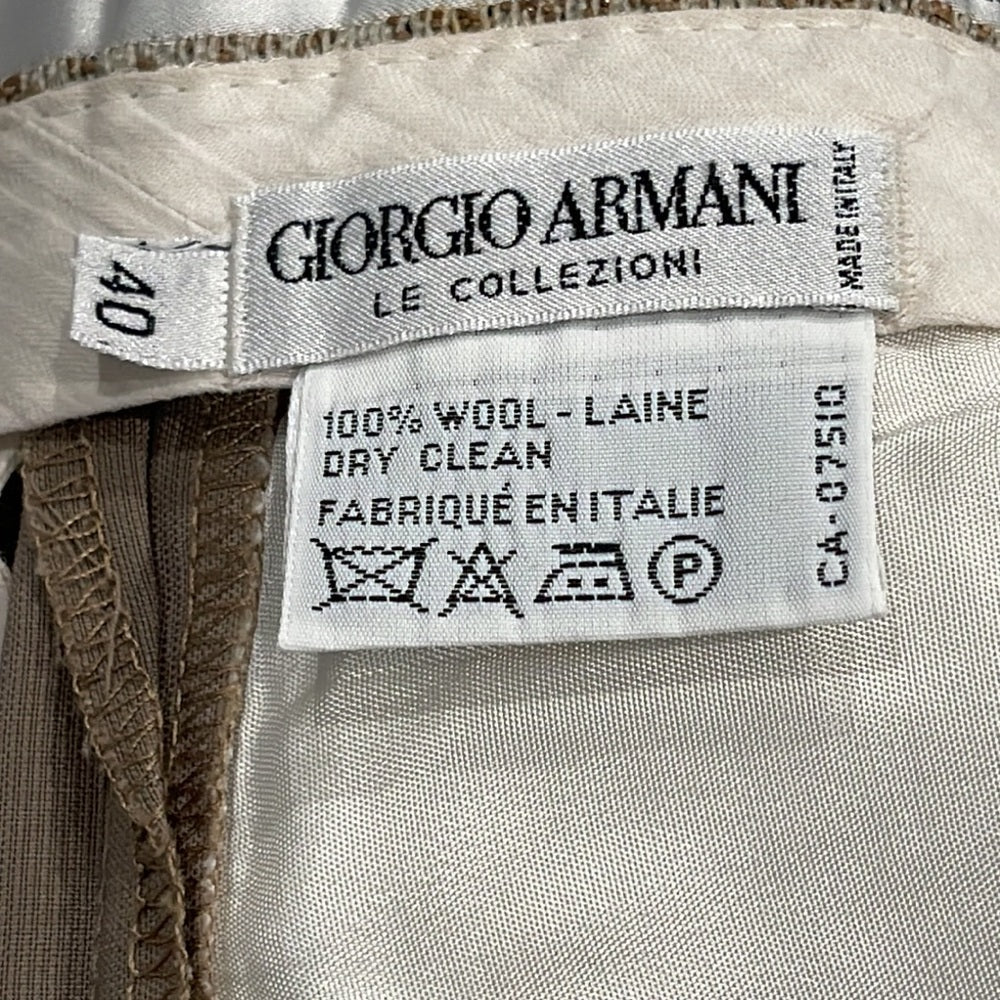 GIORGIO ARMANI
LE COLLEZIONI
MADE IN ITALY
40
100% WOOL - LAINE
DRY CLEAN
FABRIQUÉ EN ITALIE
P
CA-07510